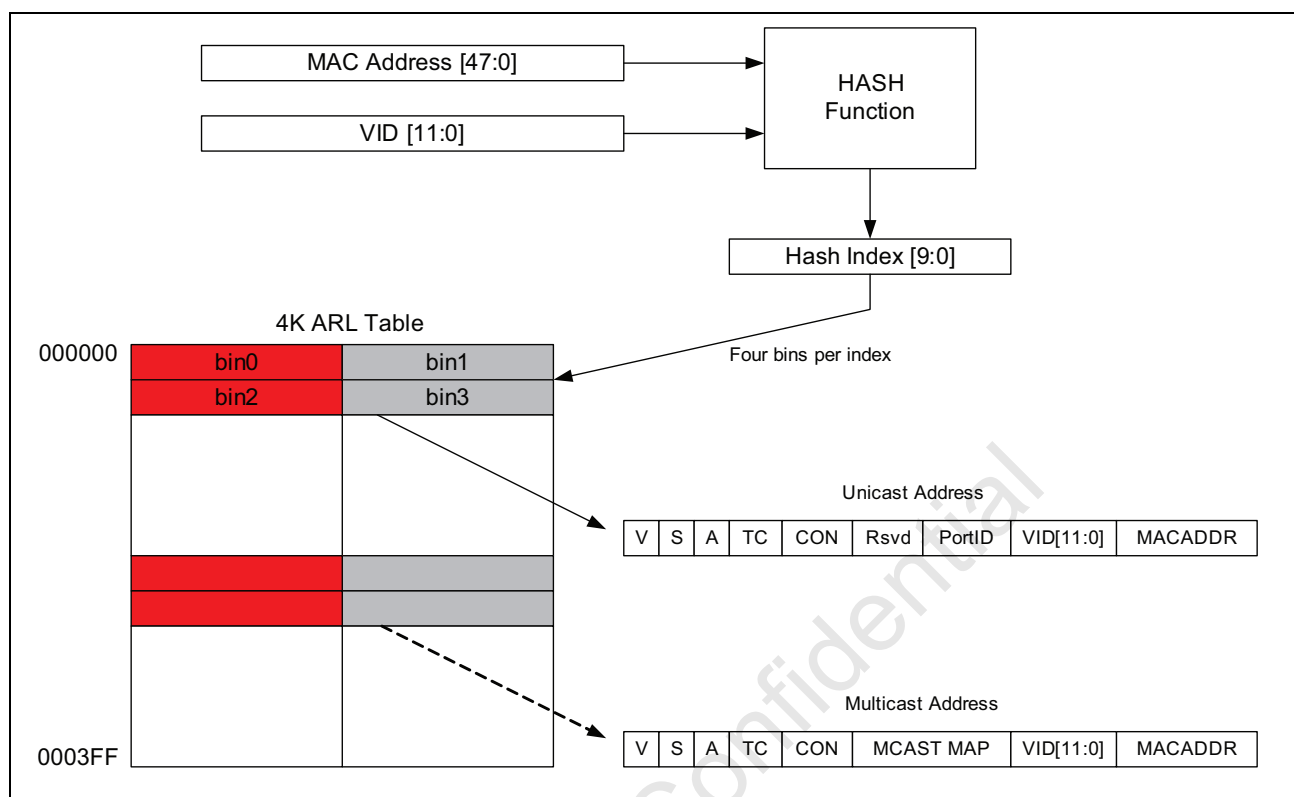 MAC Address [47:0]
VID [11:0]
HASH
Function
Hash Index [9:0]
4K ARL Table
Four bins per index
000000
bin0 bin1
bin2 bin3
Unicast Address
V S A TC CON Rsvd PortID VID[11:0] MACADDR
Multicast Address
0003FF
V S A TC CON MCAST MAP VID[11:0] MACADDR
Confidential